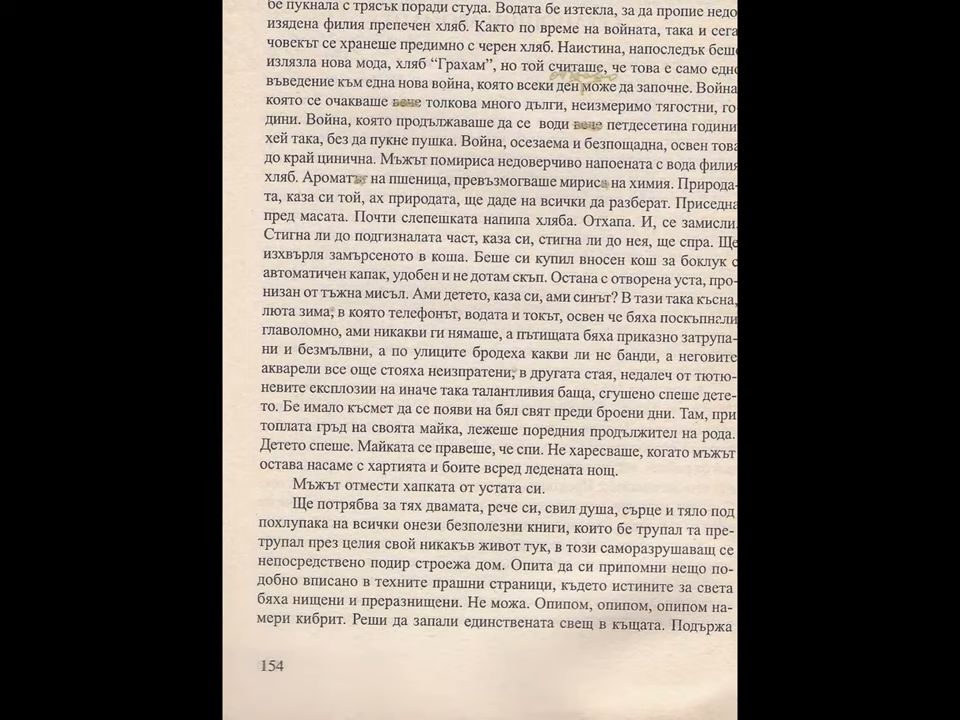 бе пукнала с трясък поради студа. Водата бе изтекла, за да пропие недо
изядена филия препечен хляб. Както по време на войната, така и сега
човекът се хранеше предимно с черен хляб. Наистина, напоследък беше
излязла нова мода, хляб “Грахам”, но той считаше, че това е само едно
въведение към една нова война, която всеки ден може да започне. Война
която се очакваше вече толкова много дълги, неизмеримо тягостни, го-
дини. Война, която продължаваше да се води вече петдесетина години
хей така, без да пукне пушка. Война, осезаема и безпощадна, освен това
до край цинична. Мъжът помириса недоверчиво напоената с вода филия
хляб. Ароматът на пшеница, превъзмогваше мириса на химия. Природа-
та, каза си той, ах природата, ще даде на всички да разберат. Приседна
пред масата. Почти слепешката напипа хляба. Отхапа. И, се замисли.
Стигна ли до подгизналата част, каза си, стигна ли до нея, ще спра. Ще
изхвърля замърсеното в коша. Беше си купил вносен кош за боклук с
автоматичен капак, удобен и не дотам скъп. Остана с отворена уста, про-
низан от тъжна мисъл. Ами детето, каза си, ами синът? В тази така късна,
люта зима, в която телефонът, водата и токът, освен че бяха поскъпнали
главоломно, ами никакви ги нямаше, а пътищата бяха приказно затрупа-
ни и безмълвни, а по улиците бродеха какви ли не банди, а неговите
акварели все още стояха неизпратени, в другата стая, недалеч от тютю-
невите експлозии на иначе така талантливия баща, сгушено спеше дете-
то. Бе имало късмет да се появи на бял свят преди броени дни. Там, при
топлата гръд на своята майка, лежеше поредния продължител на рода.
Детето спеше. Майката се правеше, че спи. Не харесваше, когато мъжът
остава насаме с хартията и боите всред ледената нощ.
Мъжът отмести хапката от устата си.
Ще потрябва за тях двамата, рече си, свил душа, сърце и тяло под
похлупака на всички онези безполезни книги, които бе трупал та пре-
трупал през целия свой никакъв живот тук, в този саморазрушаващ се
непосредствено подир строежа дом. Опита да си припомни нещо по-
добно вписано в техните прашни страници, където истините за света
бяха нищени и преразнищени. Не можа. Опипом, опипом, опипом на-
мери кибрит. Реши да запали единствената свещ в къщата. Подържа
154